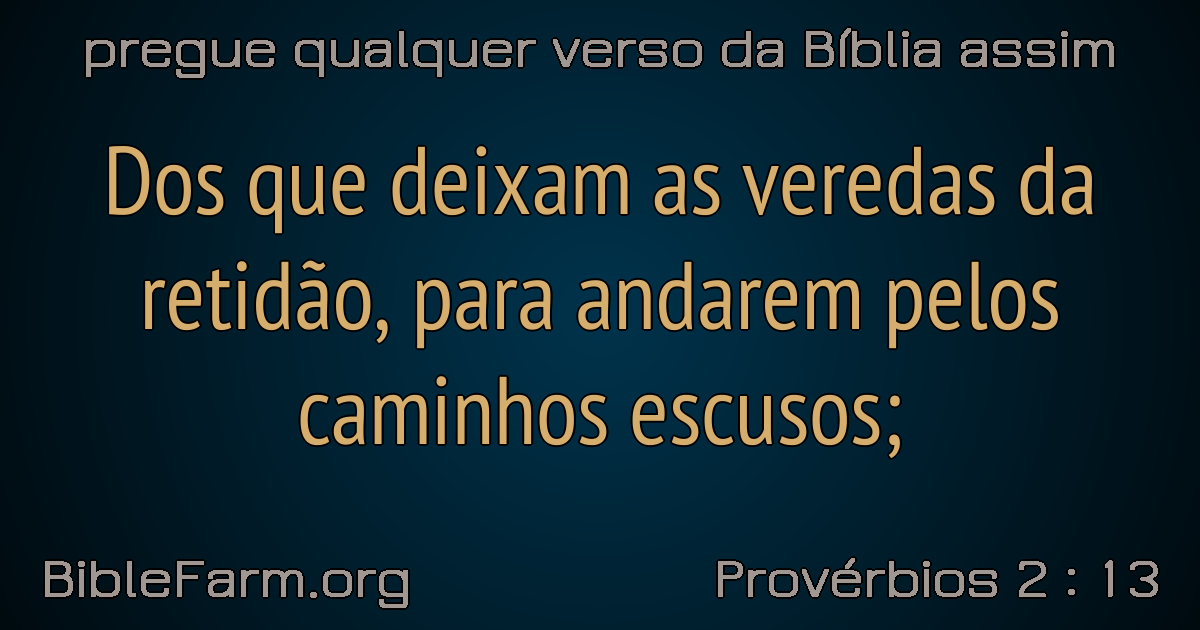 pregue qualquer verso da Bíblia assim
Dos que deixam as veredas da
retidão, para andarem pelos
caminhos escusos;
BibleFarm.org
Provérbios 2 : 13